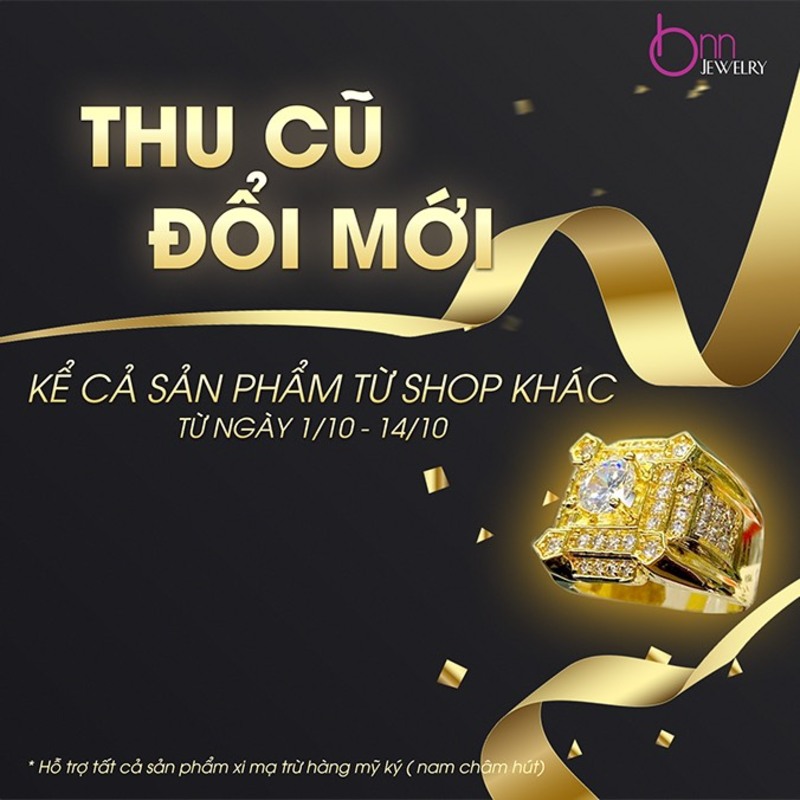 bnn
JEWELRY
THU CŨ
ĐỔI MỚI
KỂ CẢ SẢN PHẨM TỪ SHOP KHÁC
TỪ NGÀY 1/10 - 14/10
* Hỗ trợ tất cả sản phẩm xi mạ trừ hàng mỹ ký ( nam châm hút)